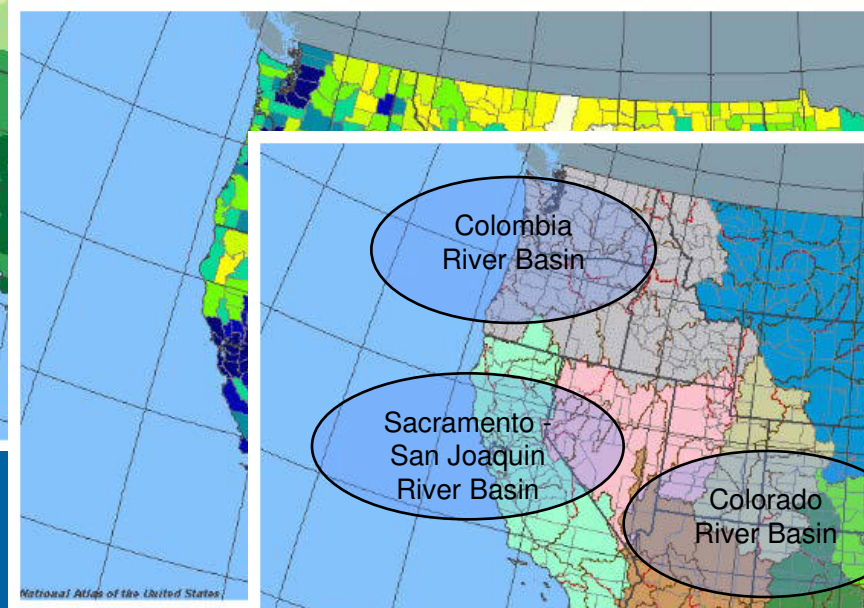 Colombia
River Basin
Sacramento -
San Joaquin
River Basin
Colorado
River Basin
National Atlas of the United States